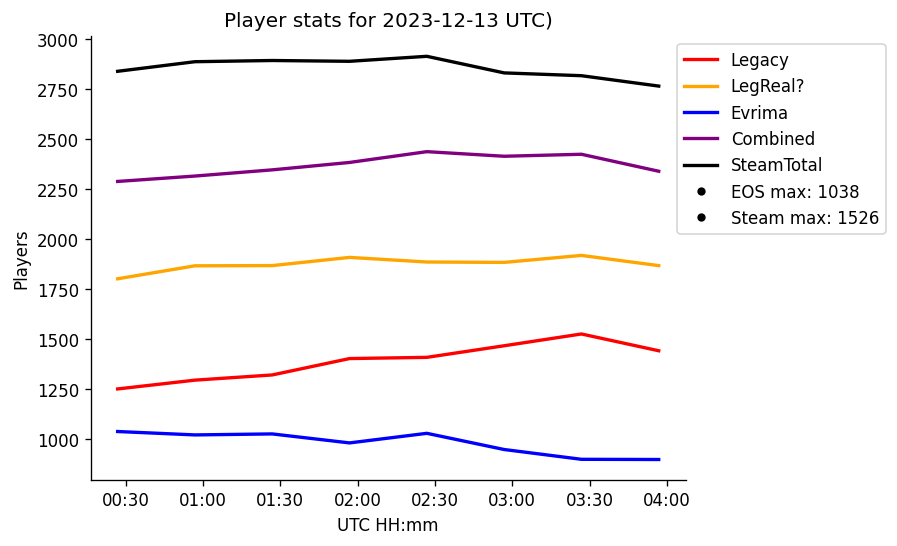 Player stats for 2023-12-13 UTC)
3000
2750
2500
2250
2000
1750
1500
1250
1000
Players
00:30 01:00 01:30 02:00 02:30 03:00 03:30 04:00
UTC HH:mm
Legacy
LegReal?
Evrima
Combined
SteamTotal
EOS max: 1038
Steam max: 1526